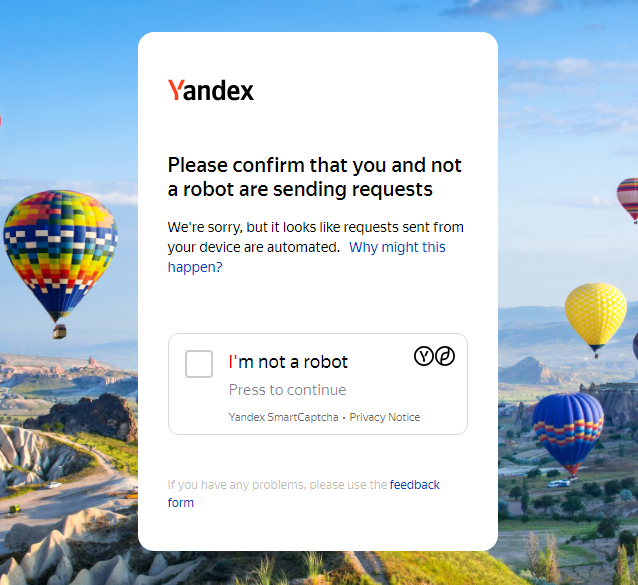 Yandex
Please confirm that you and not
a robot are sending requests
We're sorry, but it looks like requests sent from
your device are automated. Why might this
happen?
I'm not a robot
Press to continue
Yandex SmartCaptcha • Privacy Notice
If you have any problems, please use the feedback
form